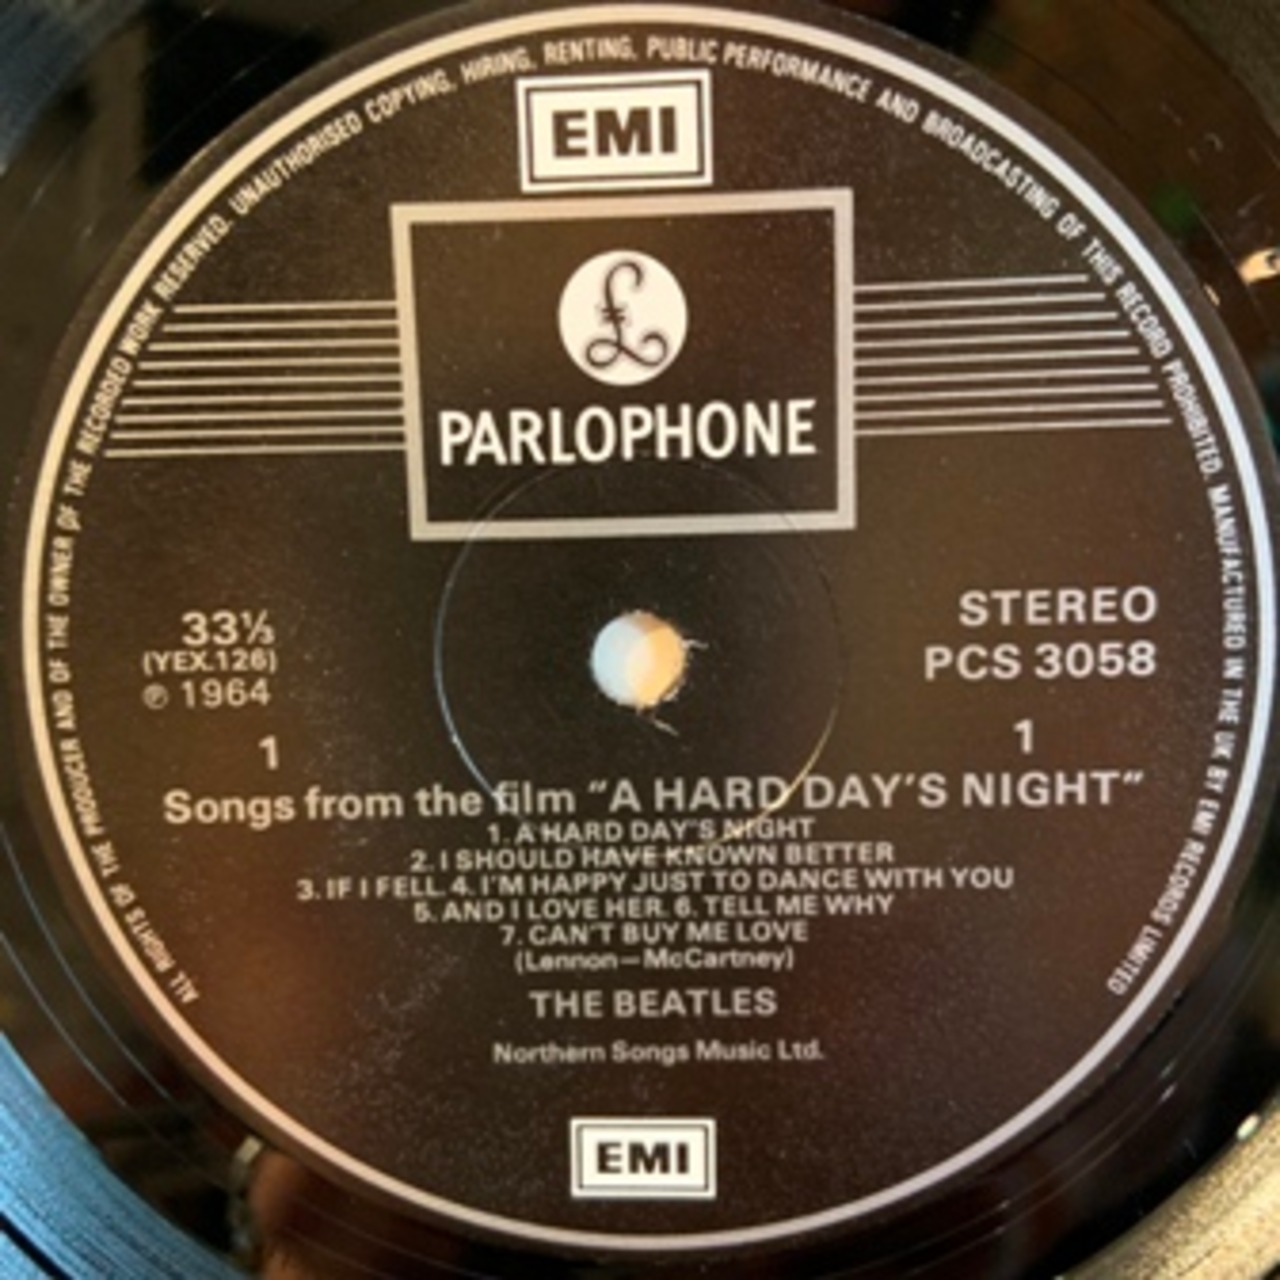 ALL RIGHTS OF THE PRODUCER AND OF THE OWNER OF THE RECORDED WORK RESERVED. UNAUTHORISED COPYING, HIRING, RENTING, PUBLIC PERFORMANCE AND BROADCASTING OF THIS RECORD PROHIBITED. MANUFACTURED IN THE UK BY EMI RECORDS LIMITED
EMI
£
PARLOPHONE
33⅓
(YEX.126)
℗ 1964
1
STEREO
PCS 3058
1
Songs from the film "A HARD DAY'S NIGHT"
1. A HARD DAY'S NIGHT
2. I SHOULD HAVE KNOWN BETTER
3. IF I FELL. 4. I'M HAPPY JUST TO DANCE WITH YOU
5. AND I LOVE HER. 6. TELL ME WHY
7. CAN'T BUY ME LOVE
(Lennon—McCartney)
THE BEATLES
Northern Songs Music Ltd.
EMI